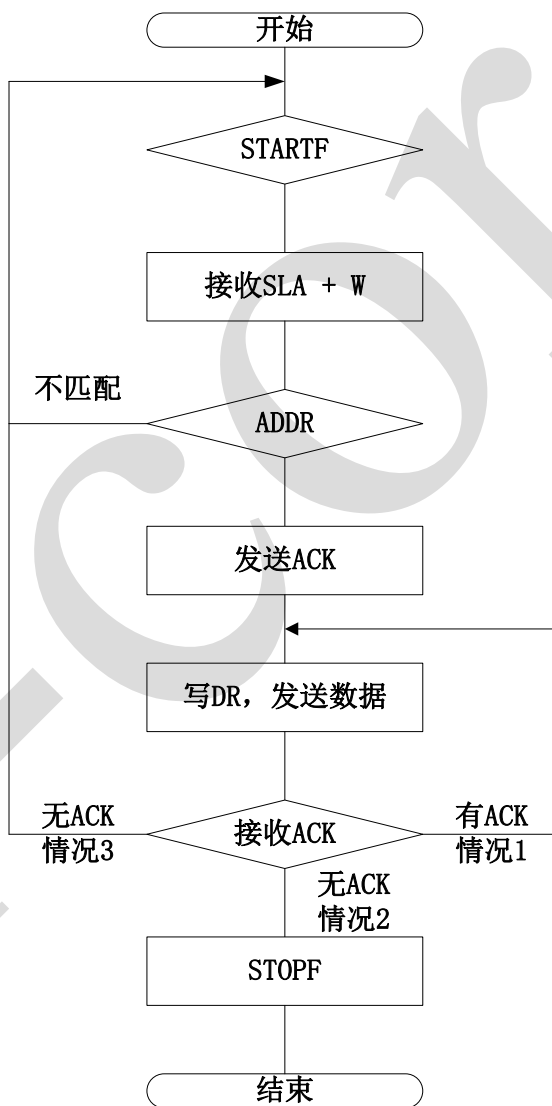 开始
STARTF
接收SLA + W
不匹配
ADDR
发送ACK
写DR，发送数据
无ACK
情况3
接收ACK
有ACK
情况1
无ACK
情况2
STOPF
结束